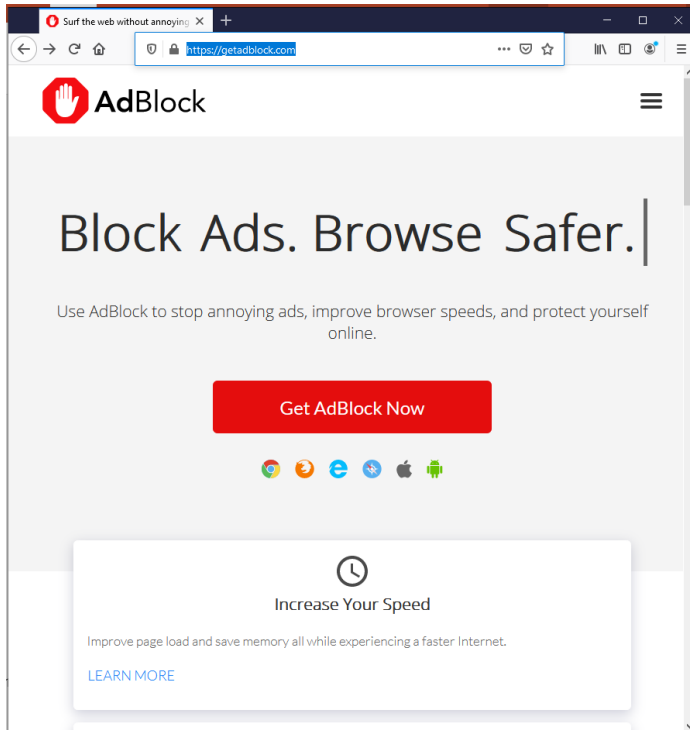 Surf the web without annoying
https://getadblock.com
AdBlock
Block Ads. Browse Safer.
Use AdBlock to stop annoying ads, improve browser speeds, and protect yourself
online.
Get AdBlock Now
Increase Your Speed
Improve page load and save memory all while experiencing a faster Internet.
LEARN MORE